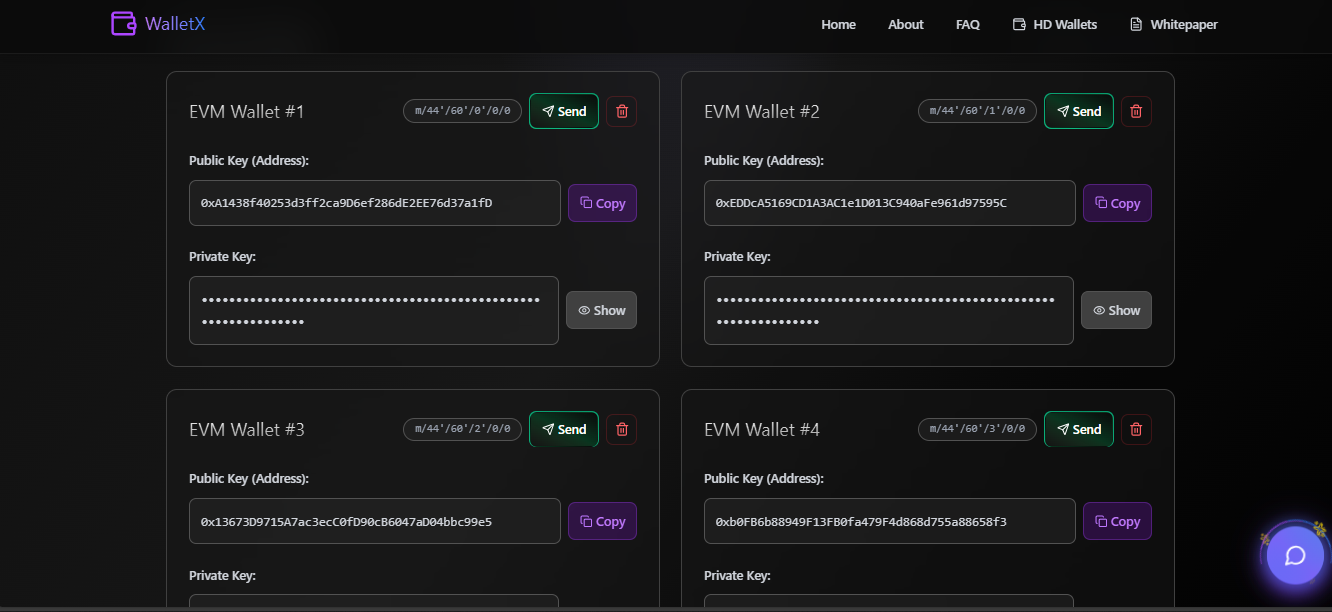 WalletX
Home About FAQ HD Wallets Whitepaper
EVM Wallet #1 m/44'/60'/0'/0/0 Send
Public Key (Address):
0xA1438f40253d3ff2ca9D6ef286dE2EE76d37a1fD Copy
Private Key:
•••••••••••••••••••••••••••••••••••••••••••••••••
••••••••••••••• Show
EVM Wallet #2 m/44'/60'/1'/0/0 Send
Public Key (Address):
0xEDDcA5169CD1A3AC1e1D013C940aFe961d97595C Copy
Private Key:
•••••••••••••••••••••••••••••••••••••••••••••••••
••••••••••••••• Show
EVM Wallet #3 m/44'/60'/2'/0/0 Send
Public Key (Address):
0x13673D9715A7ac3ecC0fD90cB6047aD04bbc99e5 Copy
Private Key:
EVM Wallet #4 m/44'/60'/3'/0/0 Send
Public Key (Address):
0xb0FB6b88949F13FB0fa479F4d868d755a88658f3 Copy
Private Key: